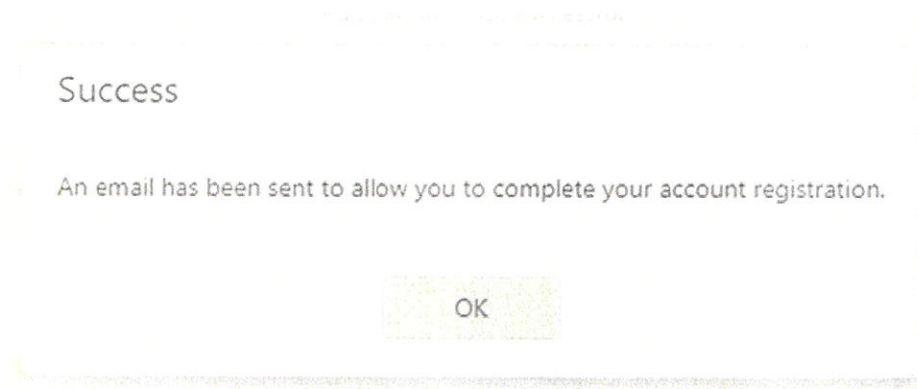 Success
An email has been sent to allow you to complete your account registration.
OK